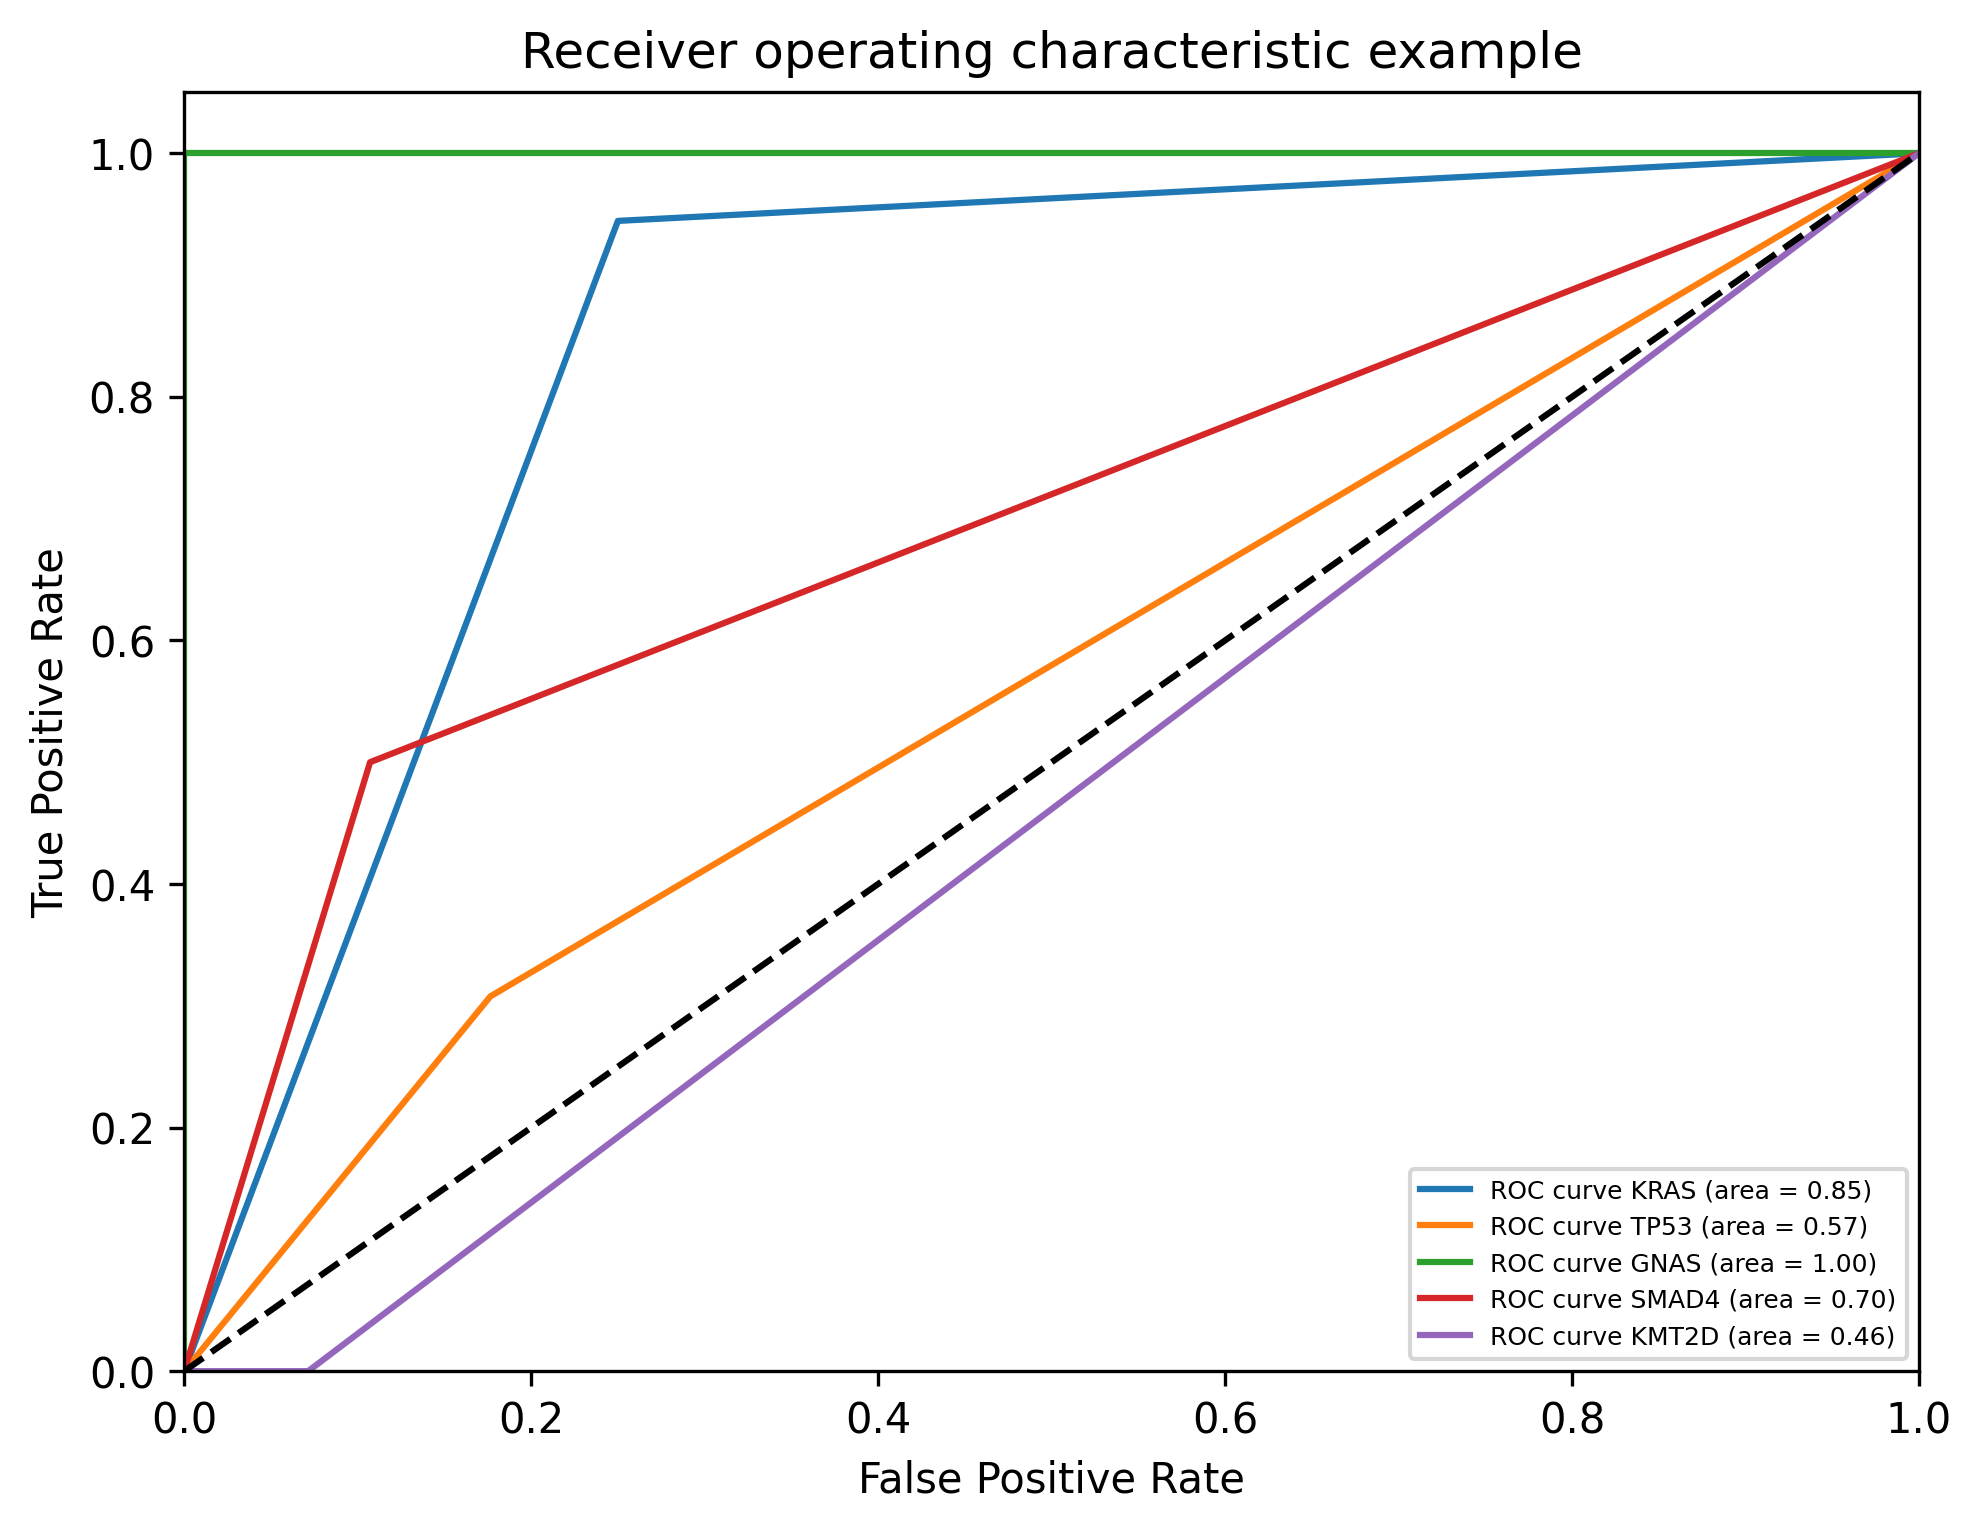 Receiver operating characteristic example
1.0
0.8
0.6
0.4
0.2
0.0
True Positive Rate
0.0 0.2 0.4 0.6 0.8 1.0
False Positive Rate
ROC curve KRAS (area = 0.85)
ROC curve TP53 (area = 0.57)
ROC curve GNAS (area = 1.00)
ROC curve SMAD4 (area = 0.70)
ROC curve KMT2D (area = 0.46)